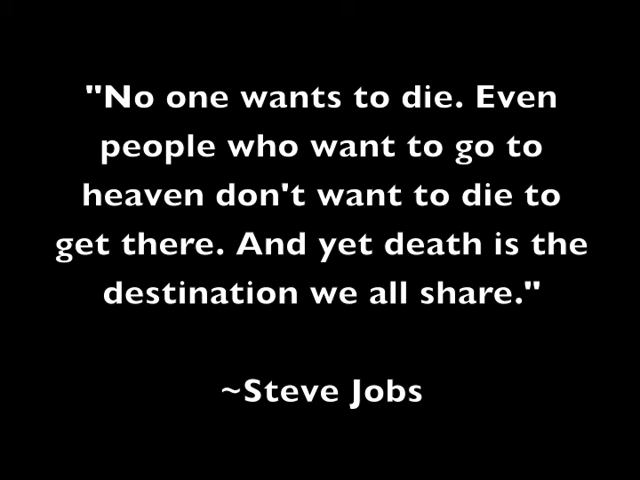 "No one wants to die. Even
people who want to go to
heaven don't want to die to
get there. And yet death is the
destination we all share."
~Steve Jobs